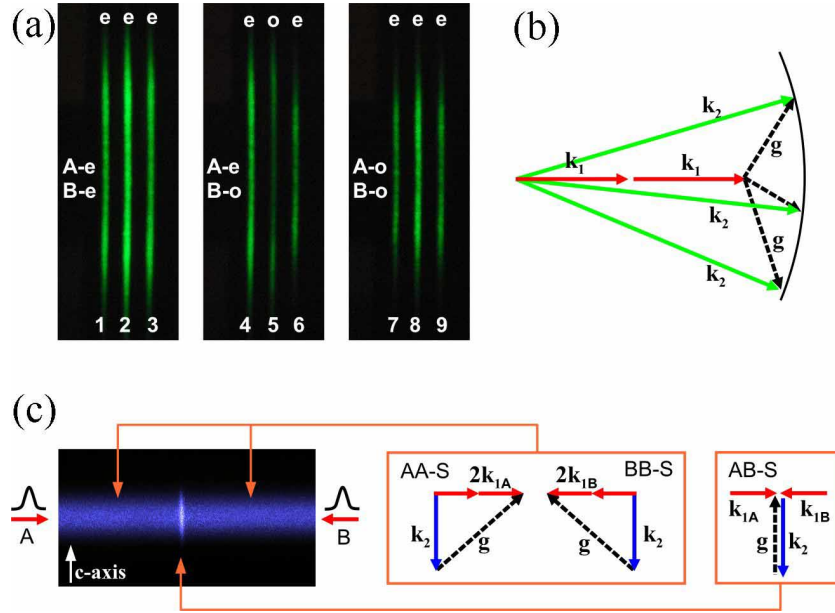 (a)
e e e
A-e
B-e
1 2 3
e o e
A-e
B-o
4 5 6
e e e
A-o
B-o
7 8 9
(b)
k2
k1 k1
g
k2
g
k2
(c)
A
c-axis
B
AA-S 2k1A 2k1B BB-S
k2 g g k2
AB-S
k1A k1B
g k2